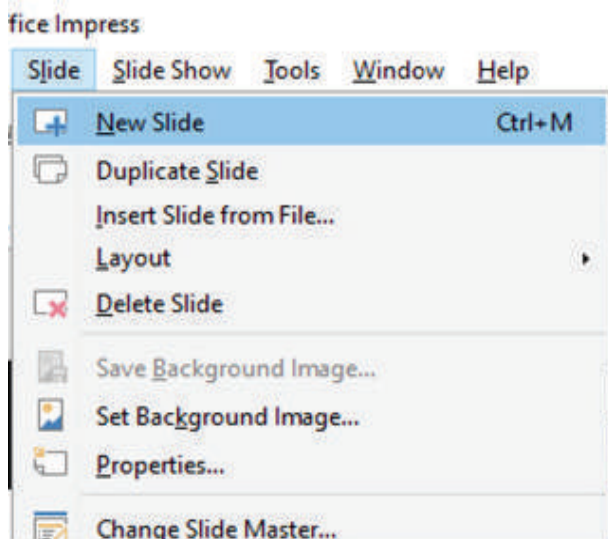 fice Impress
Slide Slide Show Tools Window Help
New Slide Ctrl+M
Duplicate Slide
Insert Slide from File...
Layout
Delete Slide
Save Background Image...
Set Background Image...
Properties...
Change Slide Master...